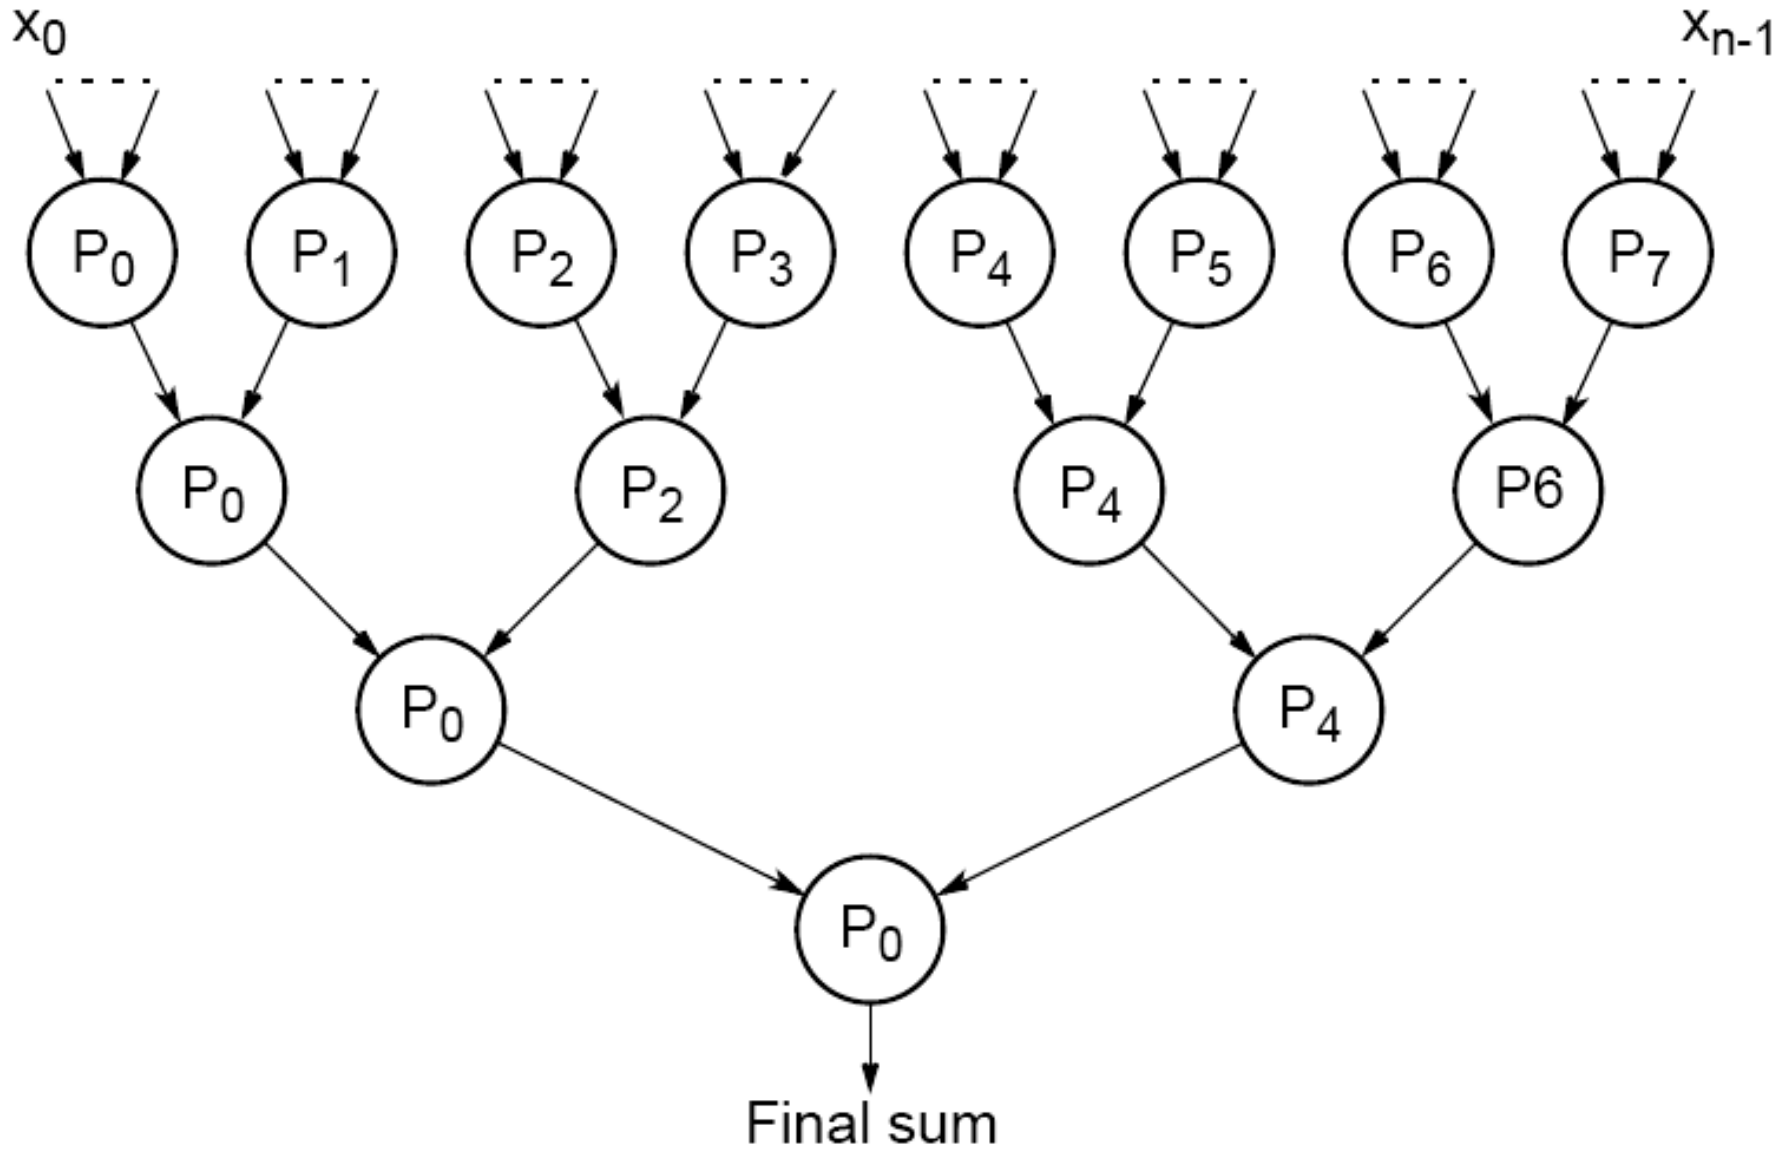 x₀ xₙ₋₁
P₀ P₁ P₂ P₃ P₄ P₅ P₆ P₇
P₀ P₂ P₄ P6
P₀ P₄
P₀
Final sum